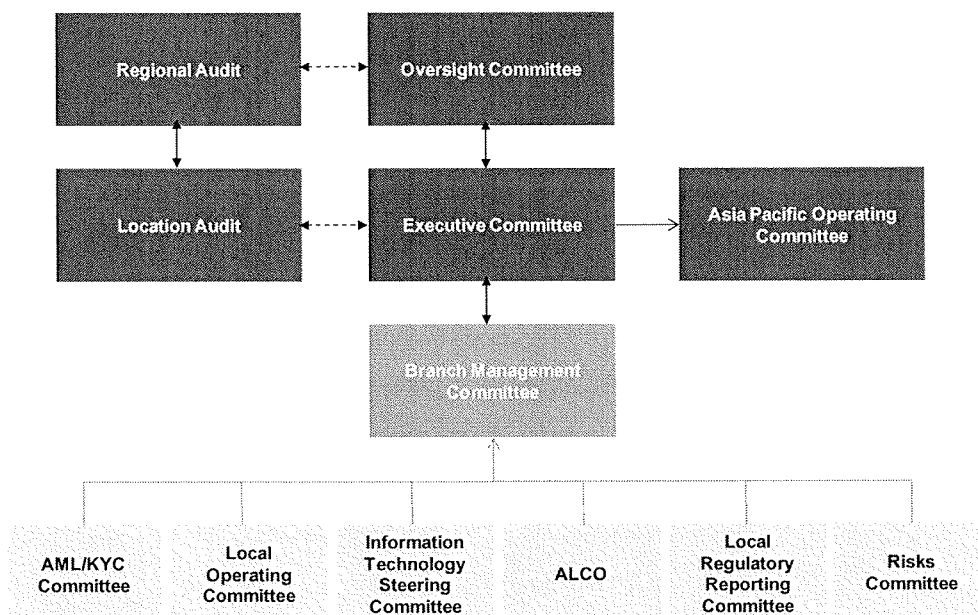 Regional Audit
Oversight Committee
Location Audit
Executive Committee
Asia Pacific Operating
Committee
Branch Management
Committee
AML/KYC
Committee
Local
Operating
Committee
Information
Technology
Steering
Committee
ALCO
Local
Regulatory
Reporting
Committee
Risks
Committee